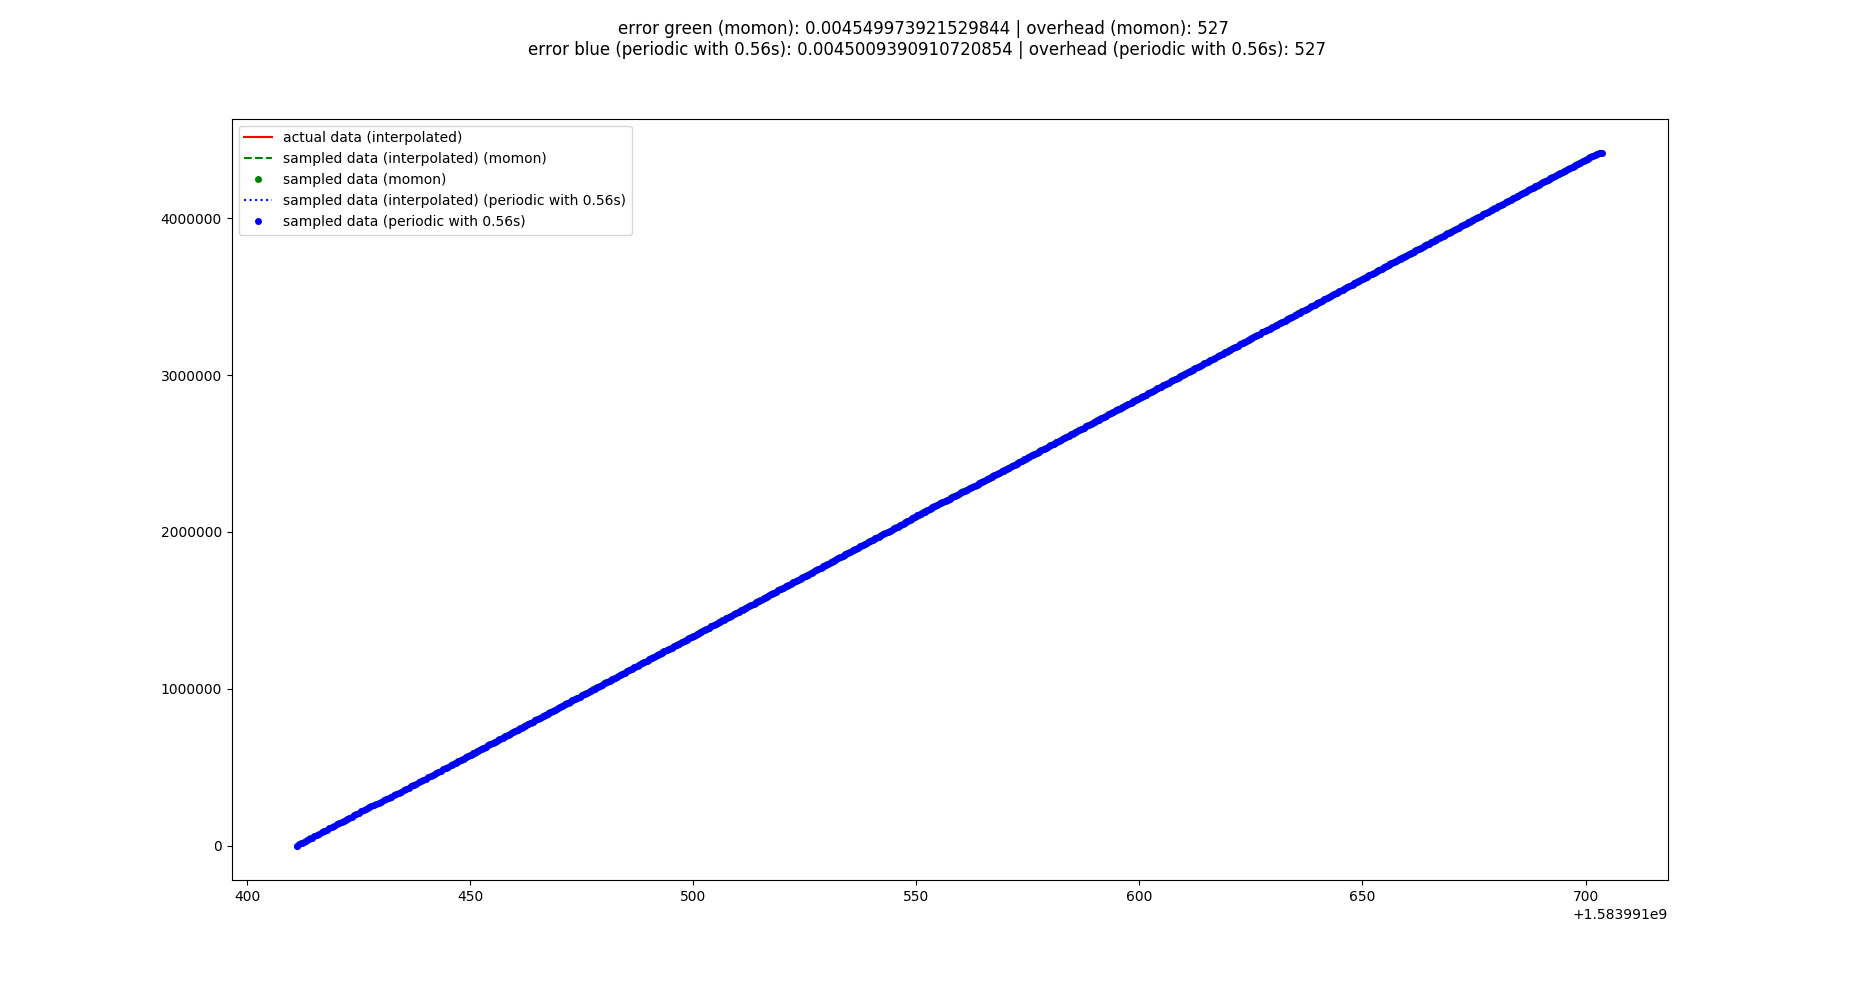 error green (momon): 0.004549973921529844 | overhead (momon): 527
error blue (periodic with 0.56s): 0.0045009390910720854 | overhead (periodic with 0.56s): 527
actual data (interpolated)
sampled data (interpolated) (momon)
sampled data (momon)
sampled data (interpolated) (periodic with 0.56s)
sampled data (periodic with 0.56s)
4000000
3000000
2000000
1000000
0
400 450 500 550 600 650 700
+1.583991e9